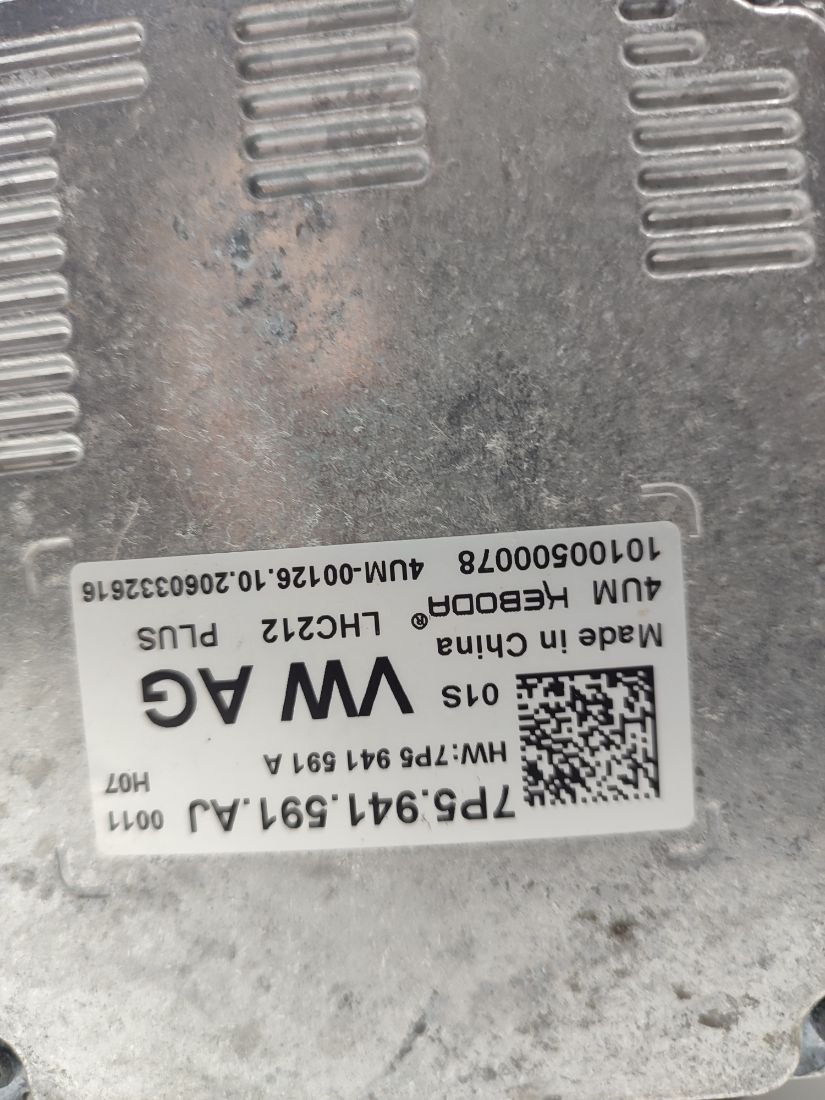 7P5.941.591.AJ 0011
HW:7P5 941 591 A H07
01S VW AG
Made in China LHC212 PLUS
4UM KEBODA®
10100500078 4UM-00126.10.2060332616